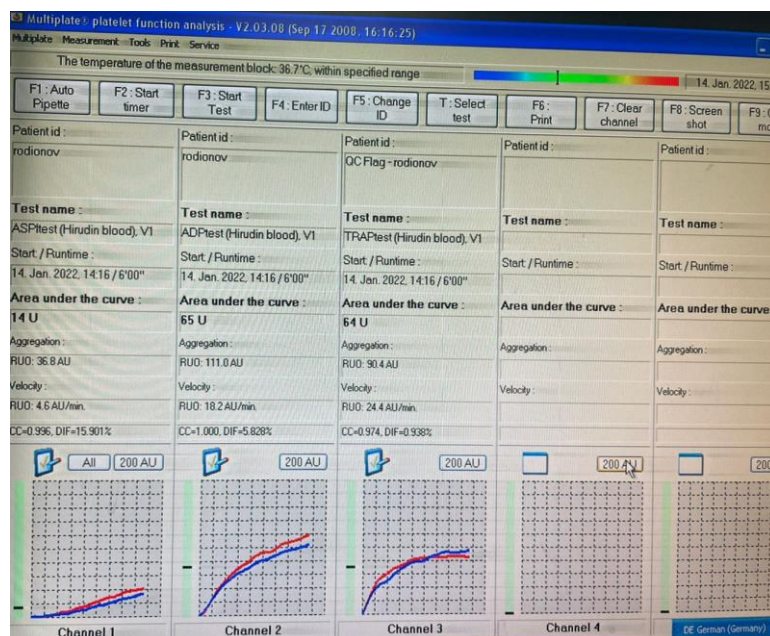 Multiplate® platelet function analysis - V2.03.08 (Sep 17 2008, 16:16:25)
Multiplate Measurement Tools Print Service
The temperature of the measurement block: 36.7°C, within specified range
14. Jan. 2022, 15
F1 : Auto Pipette
F2 : Start timer
F3 : Start Test
F4 : Enter ID
F5 : Change ID
T : Select test
F6 : Print
F7 : Clear channel
F8 : Screen shot
F9 :
Patient id :
rodionov
Test name :
ASPItest (Hirudin blood), V1
Start / Runtime :
14. Jan. 2022, 14:16 / 6'00"
Area under the curve :
14 U
Aggregation :
RUO: 36.8 AU
Velocity :
RUO: 4.6 AU/min.
CC=0.996, DIF=15.901%
All
200 AU
Channel 1
Patient id :
rodionov
Test name :
ADPtest (Hirudin blood), V1
Start / Runtime :
14. Jan. 2022, 14:16 / 6'00"
Area under the curve :
65 U
Aggregation :
RUO: 111.0 AU
Velocity :
RUO: 18.2 AU/min.
CC=1.000, DIF=5.828%
200 AU
Channel 2
Patient id :
QC Flag - rodionov
Test name :
TRAPtest (Hirudin blood), V1
Start / Runtime :
14. Jan. 2022, 14:16 / 6'00"
Area under the curve :
64 U
Aggregation :
RUO: 90.4 AU
Velocity :
RUO: 24.4 AU/min.
CC=0.974, DIF=0.938%
200 AU
Channel 3
Patient id :
Test name :
Start / Runtime :
Area under the curve :
Aggregation :
Velocity :
200 AU
Channel 4
Patient id :
Test name :
Start / Runtime :
Area under the curve
Aggregation :
Velocity :
200
DE German (Germany)